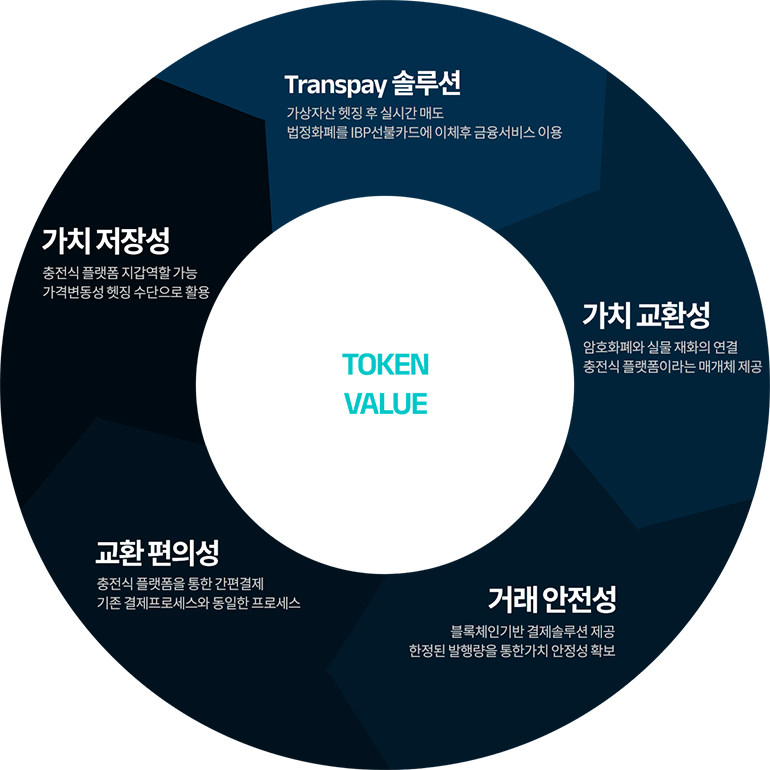 Transpay 솔루션
가상자산 헷징 후 실시간 매도
법정화폐를 IBP선불카드에 이체후 금융서비스 이용
가치 교환성
암호화폐와 실물 재화의 연결
충전식 플랫폼이라는 매개체 제공
거래 안전성
블록체인기반 결제솔루션 제공
한정된 발행량을 통한가치 안정성 확보
교환 편의성
충전식 플랫폼을 통한 간편결제
기존 결제프로세스와 동일한 프로세스
가치 저장성
충전식 플랫폼 지갑역할 가능
가격변동성 헷징 수단으로 활용
TOKEN
VALUE